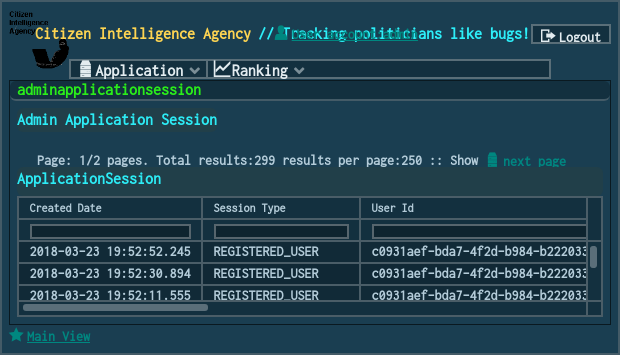 Citizen
Intelligence
Agency
Citizen Intelligence Agency // Tracking politicians like bugs!
Logout
Application Ranking
adminapplicationsession
Admin Application Session
Page: 1/2 pages. Total results:299 results per page:250 :: Show next page
ApplicationSession
Created Date Session Type User Id
2018-03-23 19:52:52.245 REGISTERED_USER c0931aef-bda7-4f2d-b984-b222033
2018-03-23 19:52:30.894 REGISTERED_USER c0931aef-bda7-4f2d-b984-b222033
2018-03-23 19:52:11.555 REGISTERED_USER c0931aef-bda7-4f2d-b984-b222033
Main View